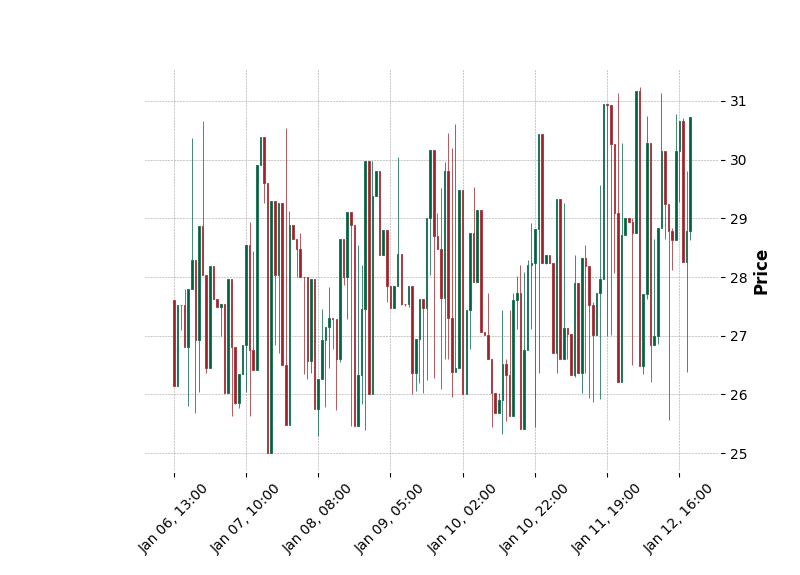 31
30
29
28
27
26
25
Price
Jan 06, 13:00
Jan 07, 10:00
Jan 08, 08:00
Jan 09, 05:00
Jan 10, 02:00
Jan 10, 22:00
Jan 11, 19:00
Jan 12, 16:00